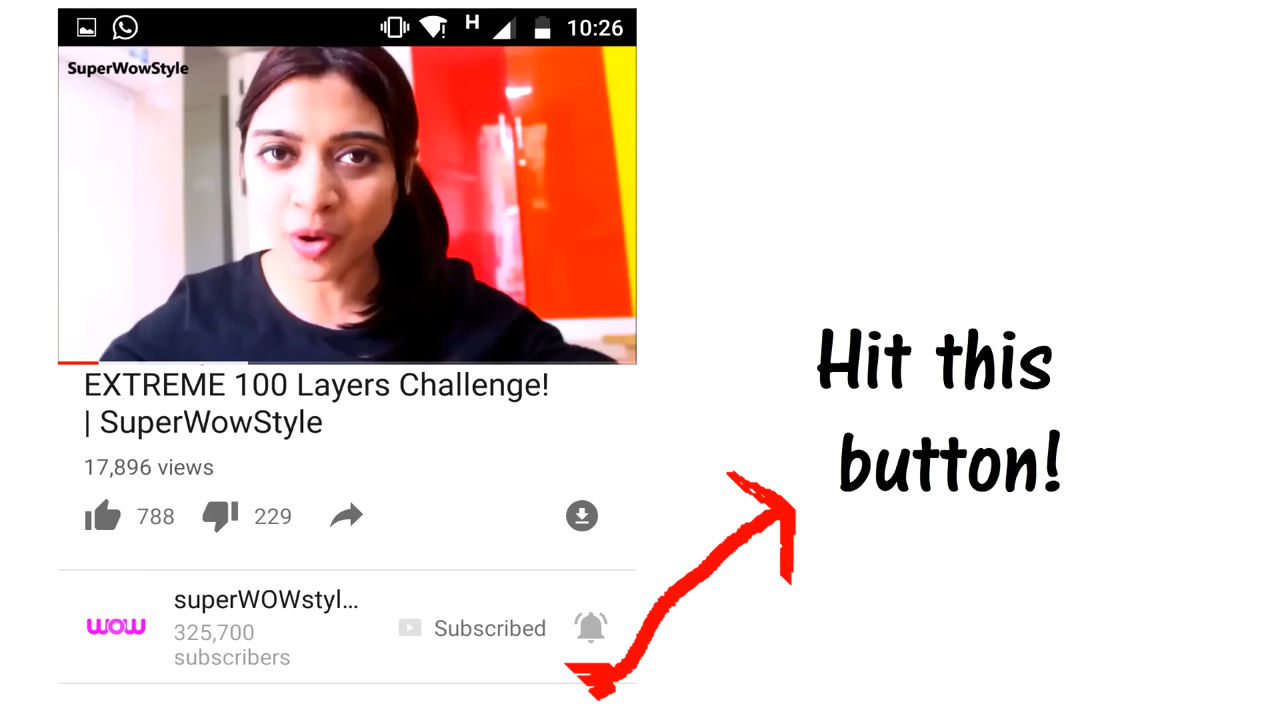 H 10:26
SuperWowStyle
EXTREME 100 Layers Challenge!
| SuperWowStyle
17,896 views
788 229
superWOWstyl...
wow
325,700
subscribers
Subscribed
Hit this
button!